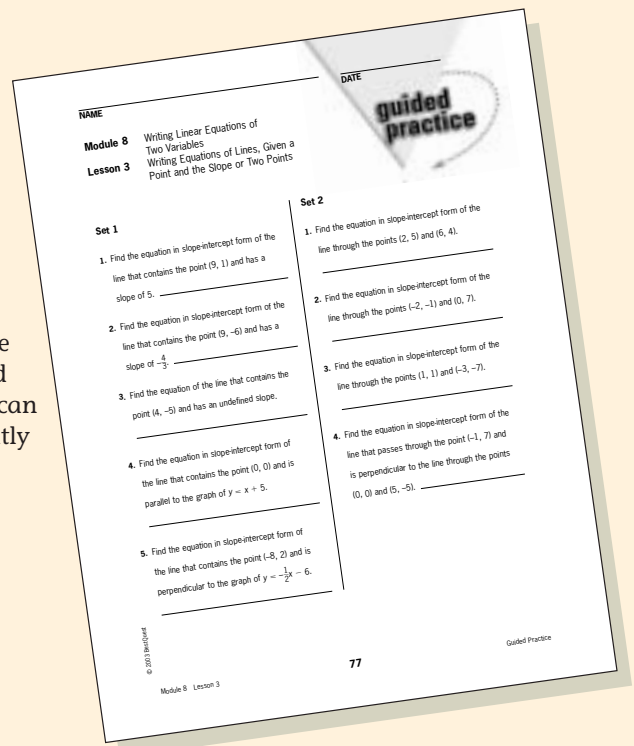 e
d
can
tly
NAME
DATE
guided
practice
Module 8 Writing Linear Equations of
Two Variables
Lesson 3 Writing Equations of Lines, Given a
Point and the Slope or Two Points
Set 1
1. Find the equation in slope-intercept form of the
line that contains the point (9, 1) and has a
slope of 5.
2. Find the equation in slope-intercept form of the
line that contains the point (9, –6) and has a
slope of –4/3.
3. Find the equation of the line that contains the
point (4, –5) and has an undefined slope.
4. Find the equation in slope-intercept form of
the line that contains the point (0, 0) and is
parallel to the graph of y = x + 5.
5. Find the equation in slope-intercept form of
the line that contains the point (–8, 2) and is
perpendicular to the graph of y = –1/2x – 6.
Set 2
1. Find the equation in slope-intercept form of the
line through the points (2, 5) and (6, 4).
2. Find the equation in slope-intercept form of the
line through the points (–2, –1) and (0, 7).
3. Find the equation in slope-intercept form of the
line through the points (1, 1) and (–3, –7).
4. Find the equation in slope-intercept form of the
line that passes through the point (–1, 7) and
is perpendicular to the line through the points
(0, 0) and (5, –5).
© 2003 BestQuest
Module 8 Lesson 3
77
Guided Practice